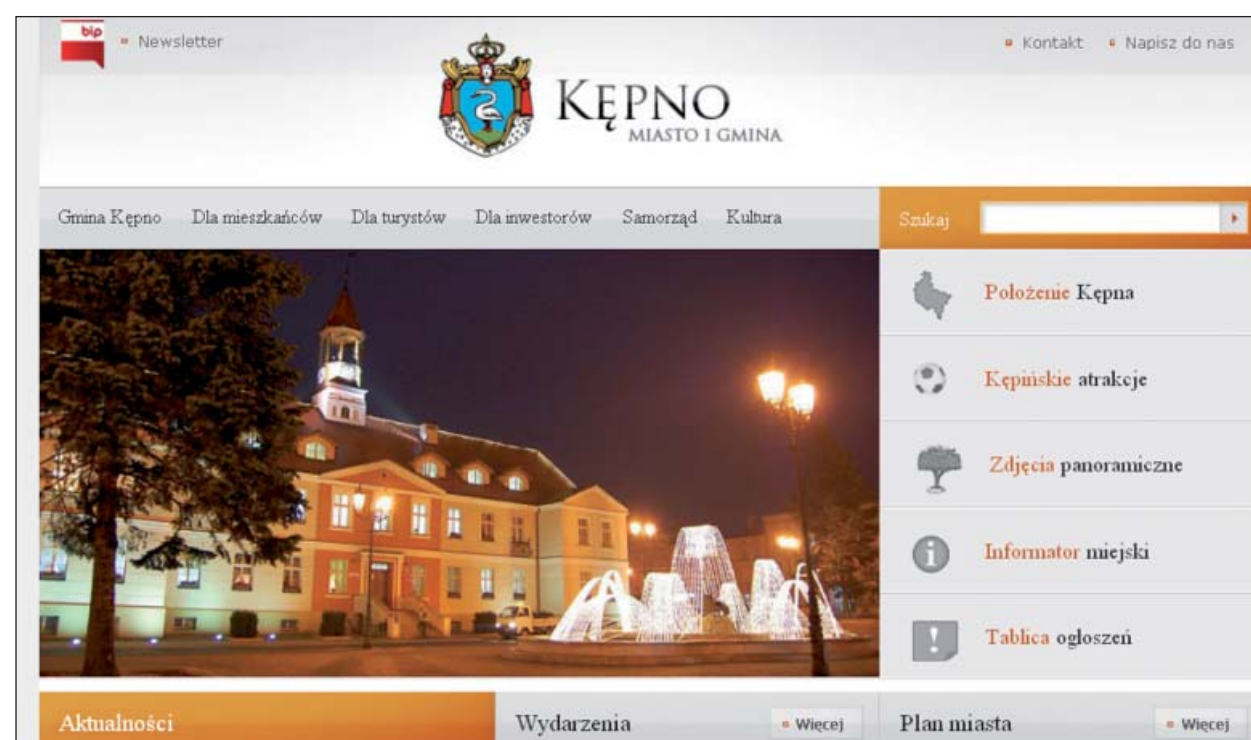 bip
Newsletter
Kontakt
Napisz do nas
KĘPNO
MIASTO I GMINA
Gmina Kępno
Dla mieszkańców
Dla turystów
Dla inwestorów
Samorząd
Kultura
Szukaj
Położenie Kępna
Kępińskie atrakcje
Zdjęcia panoramiczne
Informator miejski
Tablica ogłoszeń
Aktualności
Wydarzenia
Więcej
Plan miasta
Więcej